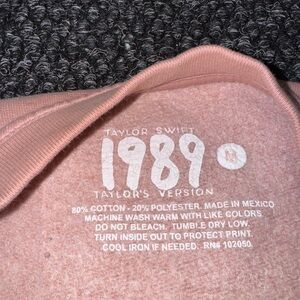 TAYLOR SWIFT
1989
M
TAYLOR'S VERSION
80% COTTON - 20% POLYESTER. MADE IN MEXICO
MACHINE WASH WARM WITH LIKE COLORS
DO NOT BLEACH. TUMBLE DRY LOW.
TURN INSIDE OUT TO PROTECT PRINT.
COOL IRON IF NEEDED. RN# 102050